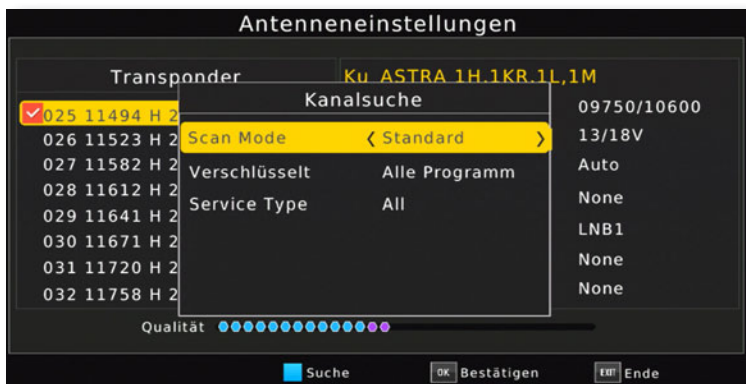 Antenneneinstellungen
Transponder
Ku ASTRA 1H,1KR,1L,1M
025 11494 H 2
026 11523 H 2
027 11582 H 2
028 11612 H 2
029 11641 H 2
030 11671 H 2
031 11720 H 2
032 11758 H 2
Kanalsuche
Scan Mode Standard
Verschlüsselt Alle Programm
Service Type All
09750/10600
13/18V
Auto
None
LNB1
None
None
Qualität
Suche OK Bestätigen EXIT Ende